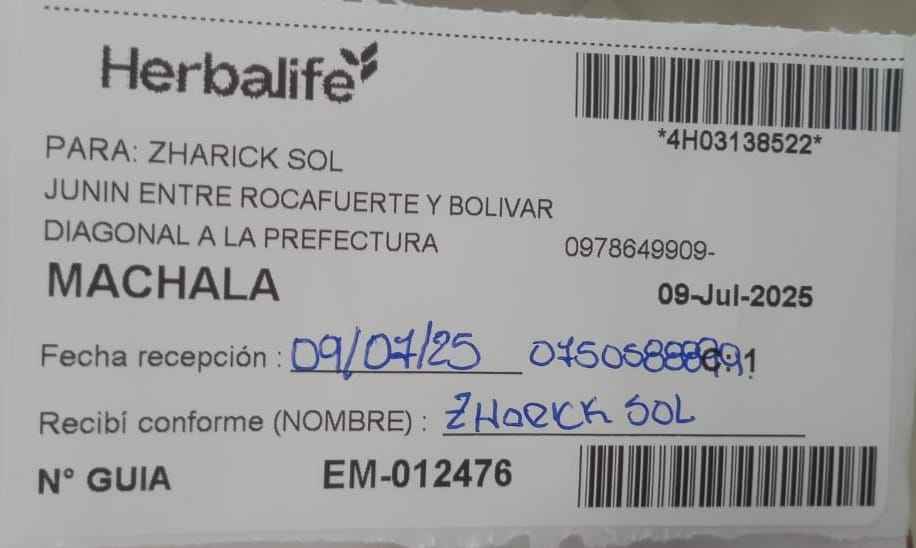 Herbalife
*4H03138522*
PARA: ZHARICK SOL
JUNIN ENTRE ROCAFUERTE Y BOLIVAR
DIAGONAL A LA PREFECTURA 0978649909-
MACHALA 09-Jul-2025
Fecha recepción : 09/07/25
Recibí conforme (NOMBRE) : ZHARICK SOL
N° GUIA EM-012476